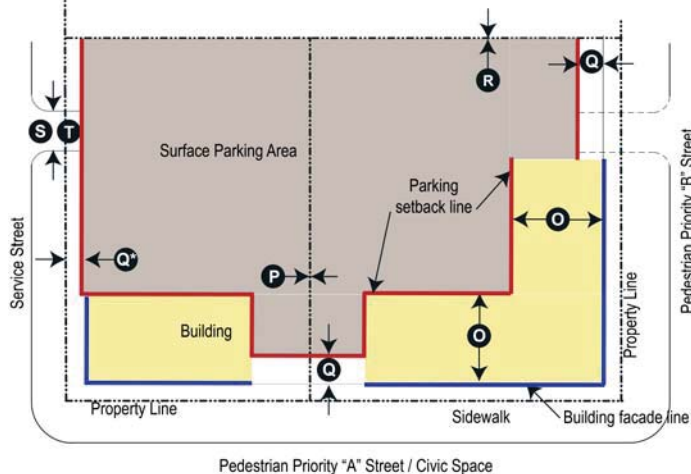 Q
R
S T
Surface Parking Area
Parking
setback line
Pedestrian Priority "B" Street
O
Service Street
Q*
P
Building
O
Property Line
Q
Property Line
Sidewalk
Building facade line
Pedestrian Priority "A" Street / Civic Space